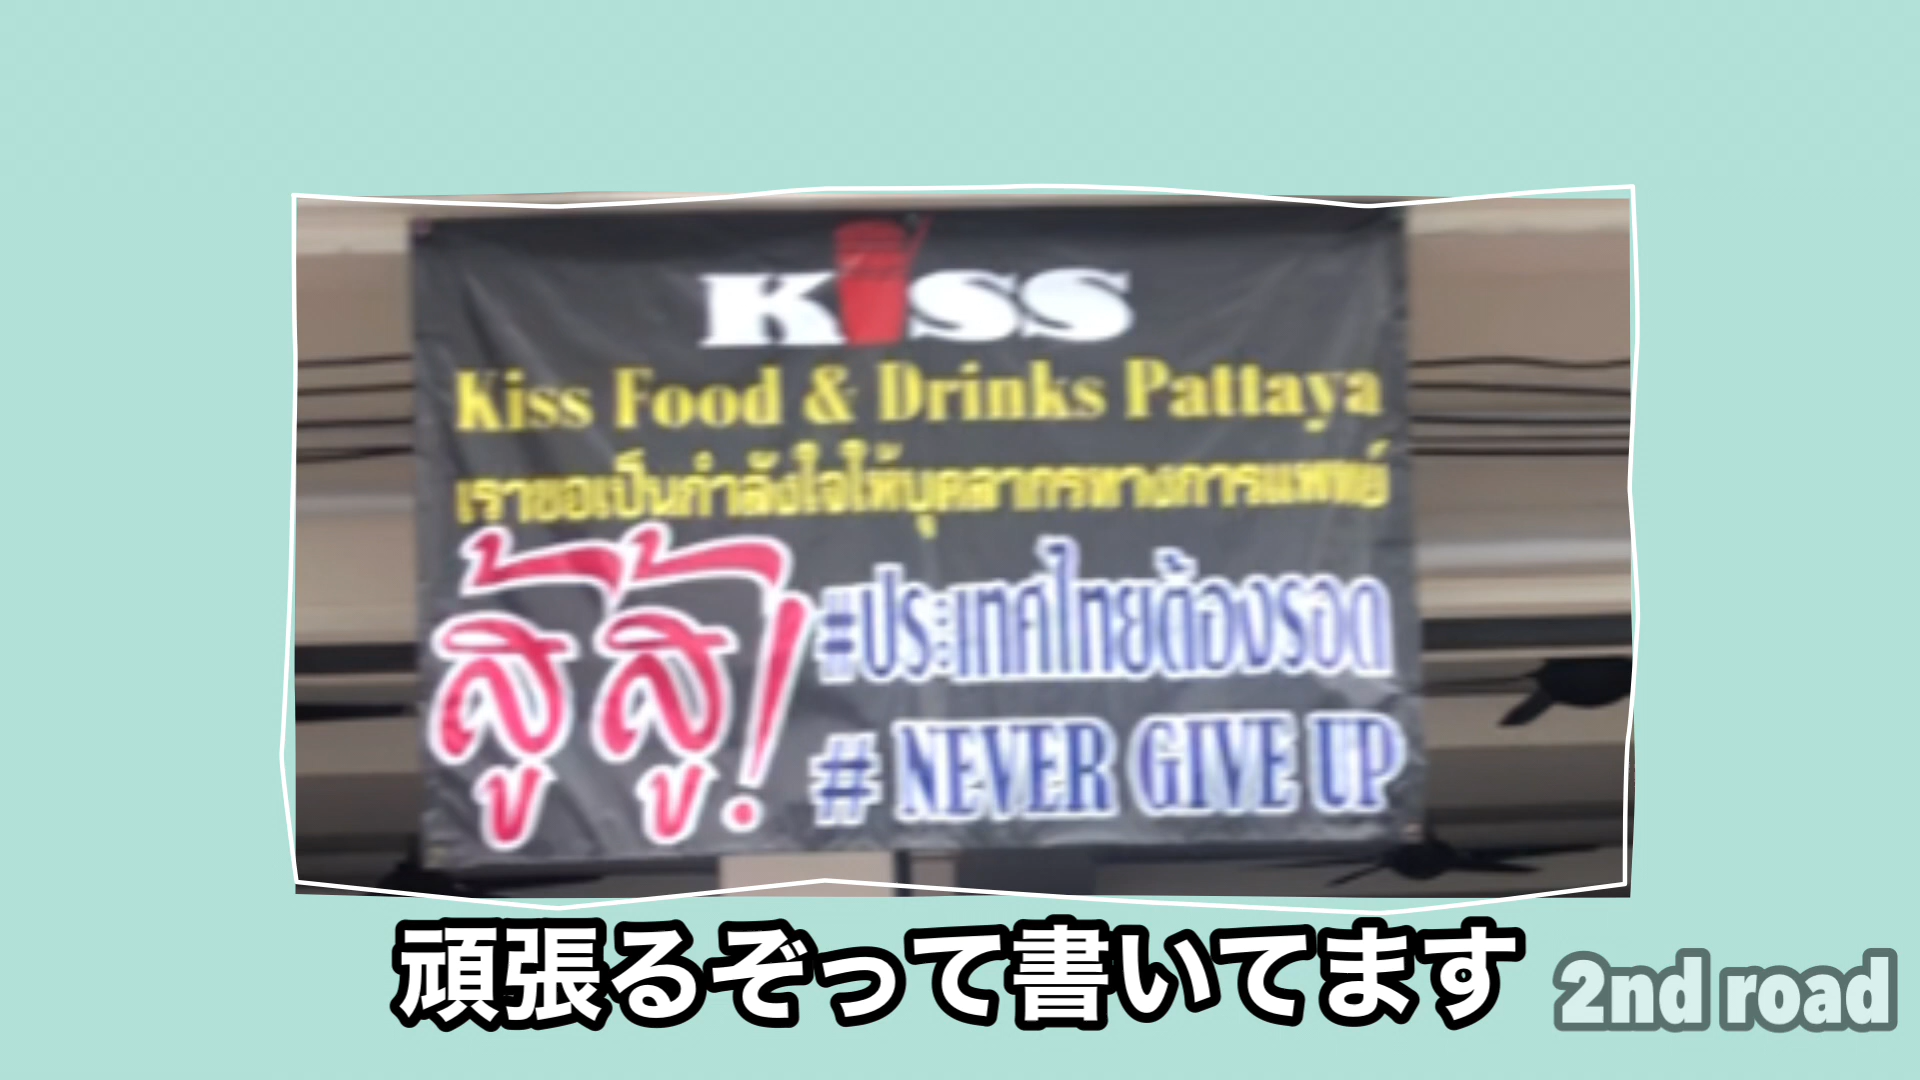 KiSS
Kiss Food & Drinks Pattaya
เราขอเป็นกำลังใจให้บุคลากรทางการแพทย์
สู้สู้!
#ประเทศไทยต้องรอด
# NEVER GIVE UP
頑張るぞって書いてます
2nd road